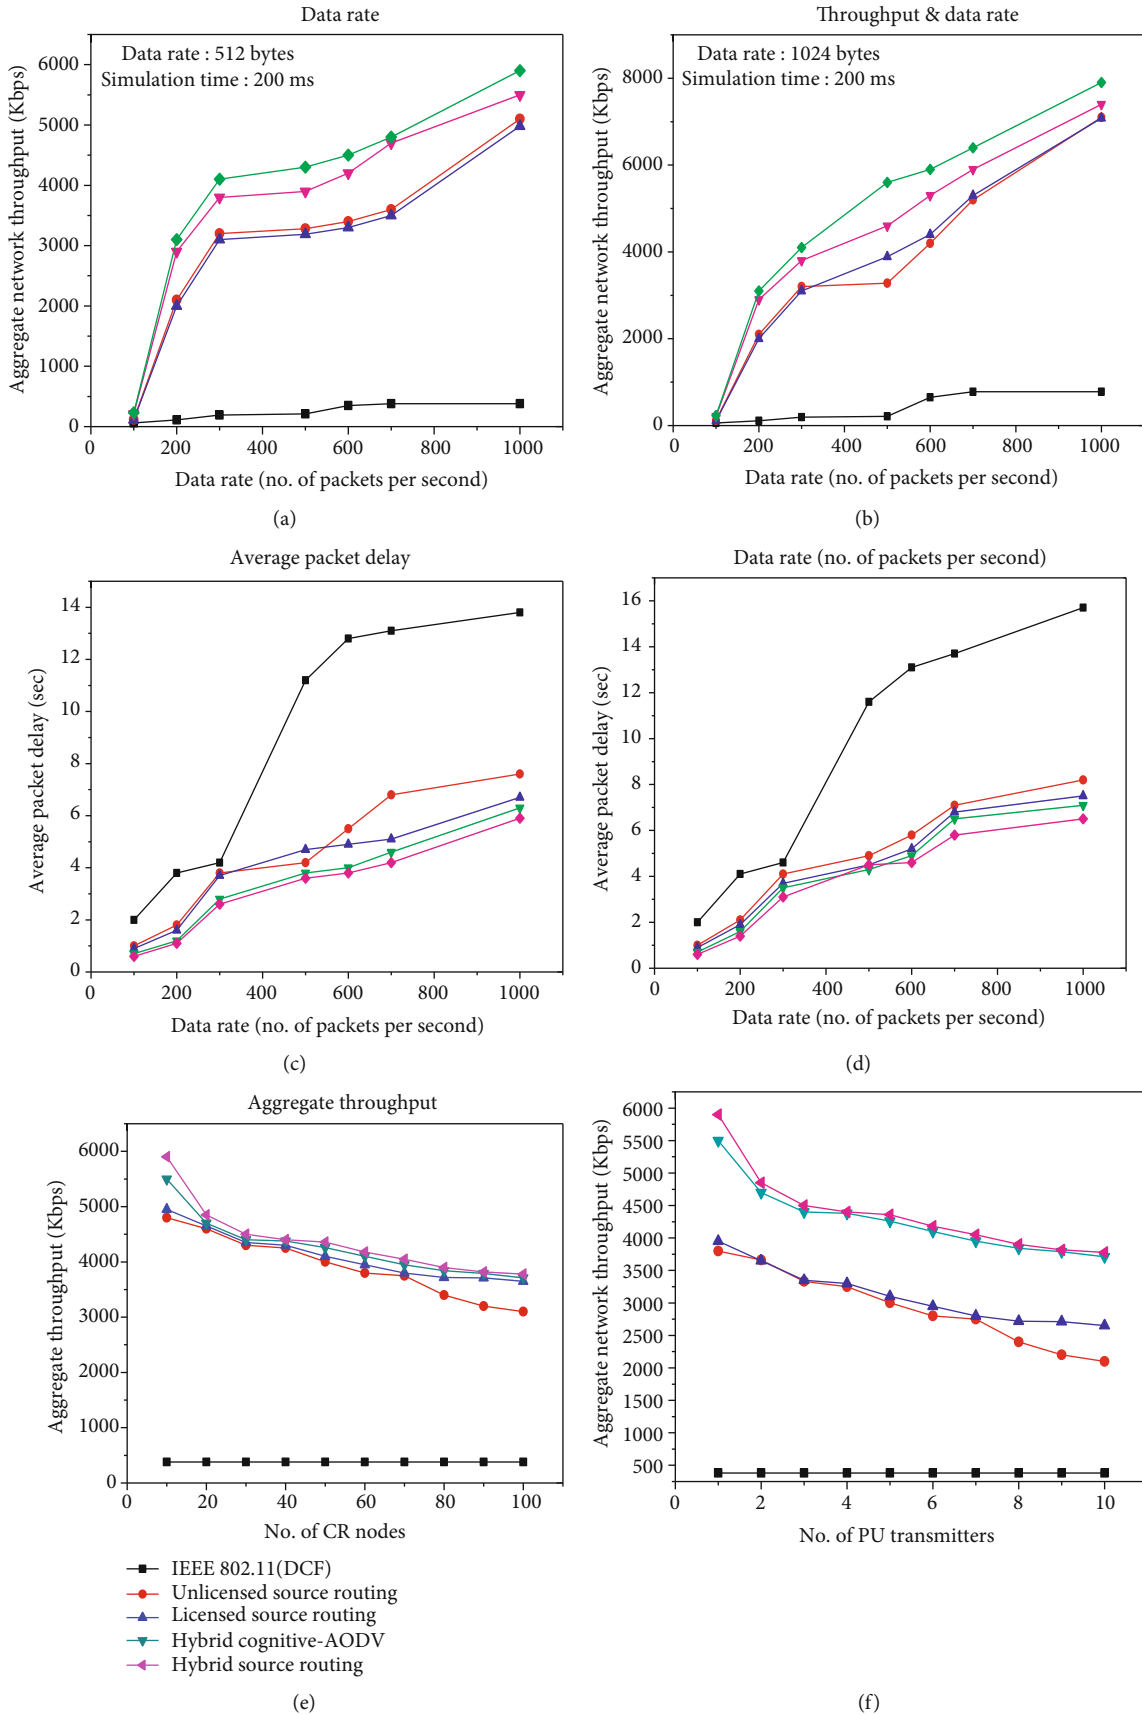 Data rate
Data rate : 512 bytes
Simulation time : 200 ms
Aggregate network throughput (Kbps)
6000
5000
4000
3000
2000
1000
0
0 200 400 600 800 1000
Data rate (no. of packets per second)
(a)
Throughput & data rate
Data rate : 1024 bytes
Simulation time : 200 ms
Aggregate network throughput (Kbps)
8000
6000
4000
2000
0
0 200 400 600 800 1000
Data rate (no. of packets per second)
(b)
Average packet delay
Average packet delay (sec)
14
12
10
8
6
4
2
0
0 200 400 600 800 1000
Data rate (no. of packets per second)
(c)
Data rate (no. of packets per second)
Average packet delay (sec)
16
14
12
10
8
6
4
2
0
0 200 400 600 800 1000
Data rate (no. of packets per second)
(d)
Aggregate throughput
Aggregate throughput (Kbps)
6000
5000
4000
3000
2000
1000
0
0 20 40 60 80 100
No. of CR nodes
IEEE 802.11(DCF)
Unlicensed source routing
Licensed source routing
Hybrid cognitive-AODV
Hybrid source routing
(e)
Aggregate network throughput (Kbps)
6000
5500
5000
4500
4000
3500
3000
2500
2000
1500
1000
500
0 2 4 6 8 10
No. of PU transmitters
(f)